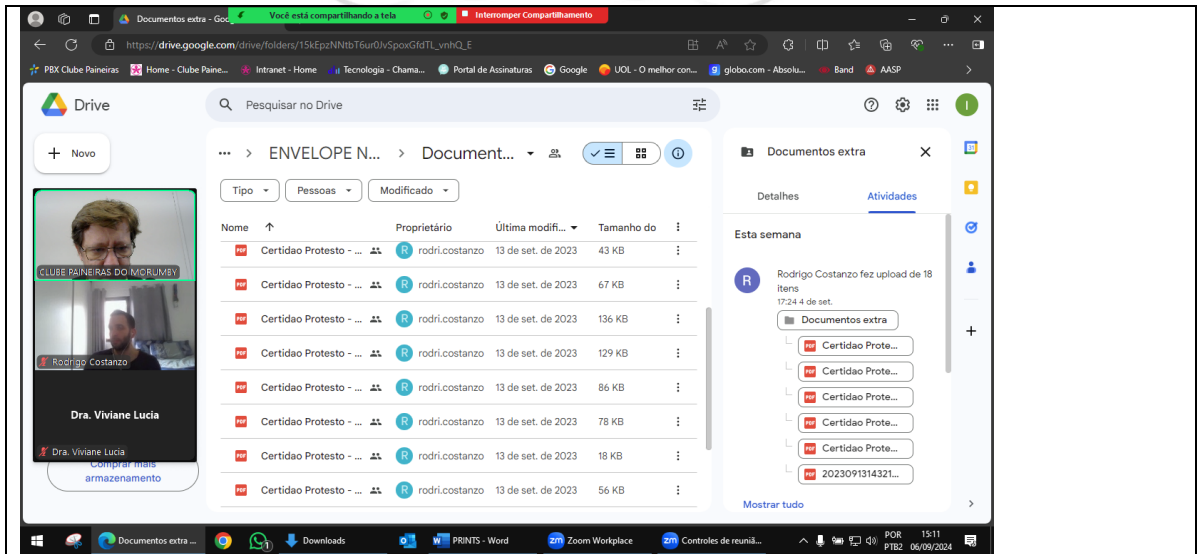 Documentos extra - Goo
Você está compartilhando a tela
Interromper Compartilhamento
https://drive.google.com/drive/folders/15kEpzNNtbT6ur0JvSpoxGfdTL_vnhQ_E
PBX Clube Paineiras
Home - Clube Paine...
Intranet - Home
Tecnologia - Chama...
Portal de Assinaturas
Google
UOL - O melhor con...
globo.com - Absolu...
Band
AASP
Drive
Pesquisar no Drive
I
+ Novo
... > ENVELOPE N... > Document...
Tipo
Pessoas
Modificado
Nome
Proprietário
Última modifi...
Tamanho do
Certidao Protesto - ... R rodri.costanzo 13 de set. de 2023 43 KB
Certidao Protesto - ... R rodri.costanzo 13 de set. de 2023 67 KB
Certidao Protesto - ... R rodri.costanzo 13 de set. de 2023 136 KB
Certidao Protesto - ... R rodri.costanzo 13 de set. de 2023 129 KB
Certidao Protesto - ... R rodri.costanzo 13 de set. de 2023 86 KB
Certidao Protesto - ... R rodri.costanzo 13 de set. de 2023 78 KB
Certidao Protesto - ... R rodri.costanzo 13 de set. de 2023 18 KB
Certidao Protesto - ... R rodri.costanzo 13 de set. de 2023 56 KB
CLUBE PAINEIRAS DO MORUMBY
Rodrigo Costanzo
Dra. Viviane Lucia
Dra. Viviane Lucia
Comprar mais
armazenamento
Documentos extra
Detalhes
Atividades
Esta semana
R
Rodrigo Costanzo fez upload de 18
itens
17:24 4 de set.
Documentos extra
PDF Certidao Prote...
PDF Certidao Prote...
PDF Certidao Prote...
PDF Certidao Prote...
PDF Certidao Prote...
PDF 2023091314321...
Mostrar tudo
31
Documentos extra ...
Downloads
PRINTS - Word
Zoom Workplace
Controles de reuniã...
POR
PTB2
15:11
06/09/2024